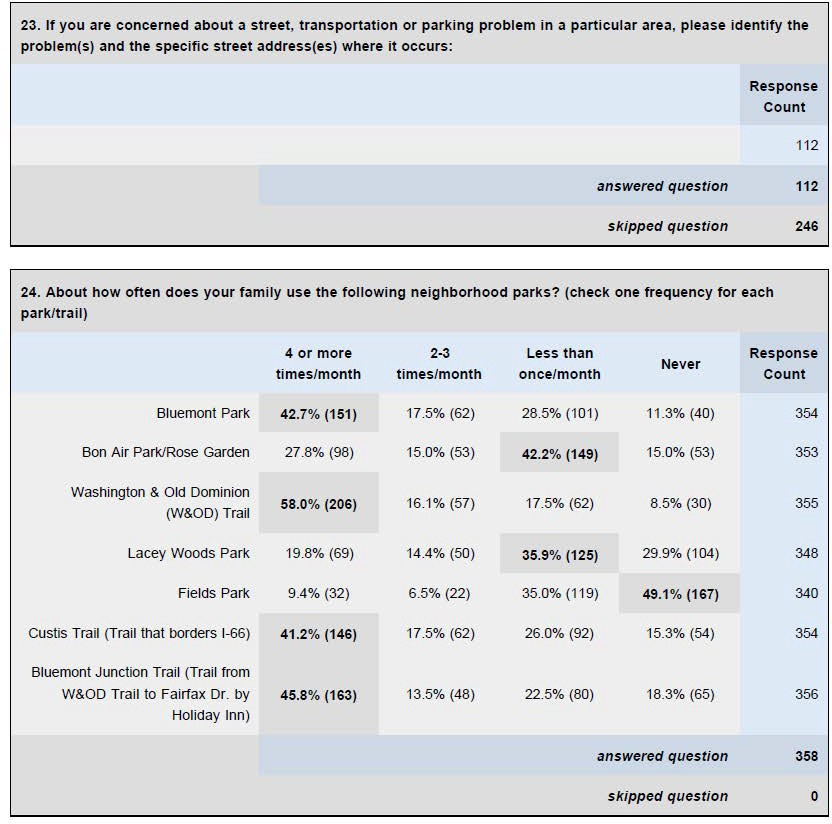 23. If you are concerned about a street, transportation or parking problem in a particular area, please identify the
problem(s) and the specific street address(es) where it occurs:
Response
Count
112
answered question 112
skipped question 246
24. About how often does your family use the following neighborhood parks? (check one frequency for each
park/trail)
4 or more times/month 2-3 times/month Less than once/month Never Response Count
Bluemont Park 42.7% (151) 17.5% (62) 28.5% (101) 11.3% (40) 354
Bon Air Park/Rose Garden 27.8% (98) 15.0% (53) 42.2% (149) 15.0% (53) 353
Washington & Old Dominion
(W&OD) Trail 58.0% (206) 16.1% (57) 17.5% (62) 8.5% (30) 355
Lacey Woods Park 19.8% (69) 14.4% (50) 35.9% (125) 29.9% (104) 348
Fields Park 9.4% (32) 6.5% (22) 35.0% (119) 49.1% (167) 340
Custis Trail (Trail that borders I-66) 41.2% (146) 17.5% (62) 26.0% (92) 15.3% (54) 354
Bluemont Junction Trail (Trail from
W&OD Trail to Fairfax Dr. by
Holiday Inn) 45.8% (163) 13.5% (48) 22.5% (80) 18.3% (65) 356
answered question 358
skipped question 0